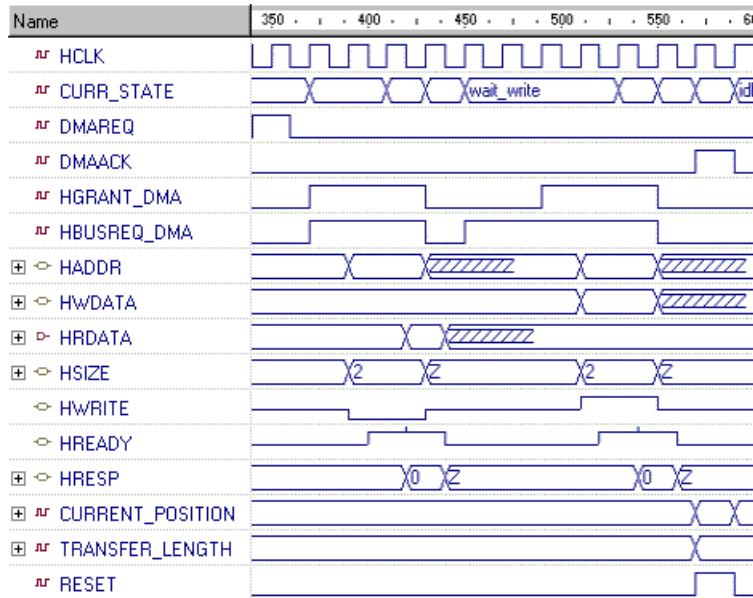 Name 350 400 450 500 550
HCLK
CURR_STATE wait_write
DMAREQ
DMAACK
HGRANT_DMA
HBUSREQ_DMA
HADDR
HWDATA
HRDATA
HSIZE 2 Z 2 Z
HWRITE
HREADY
HRESP 0 Z 0 Z
CURRENT_POSITION
TRANSFER_LENGTH
RESET